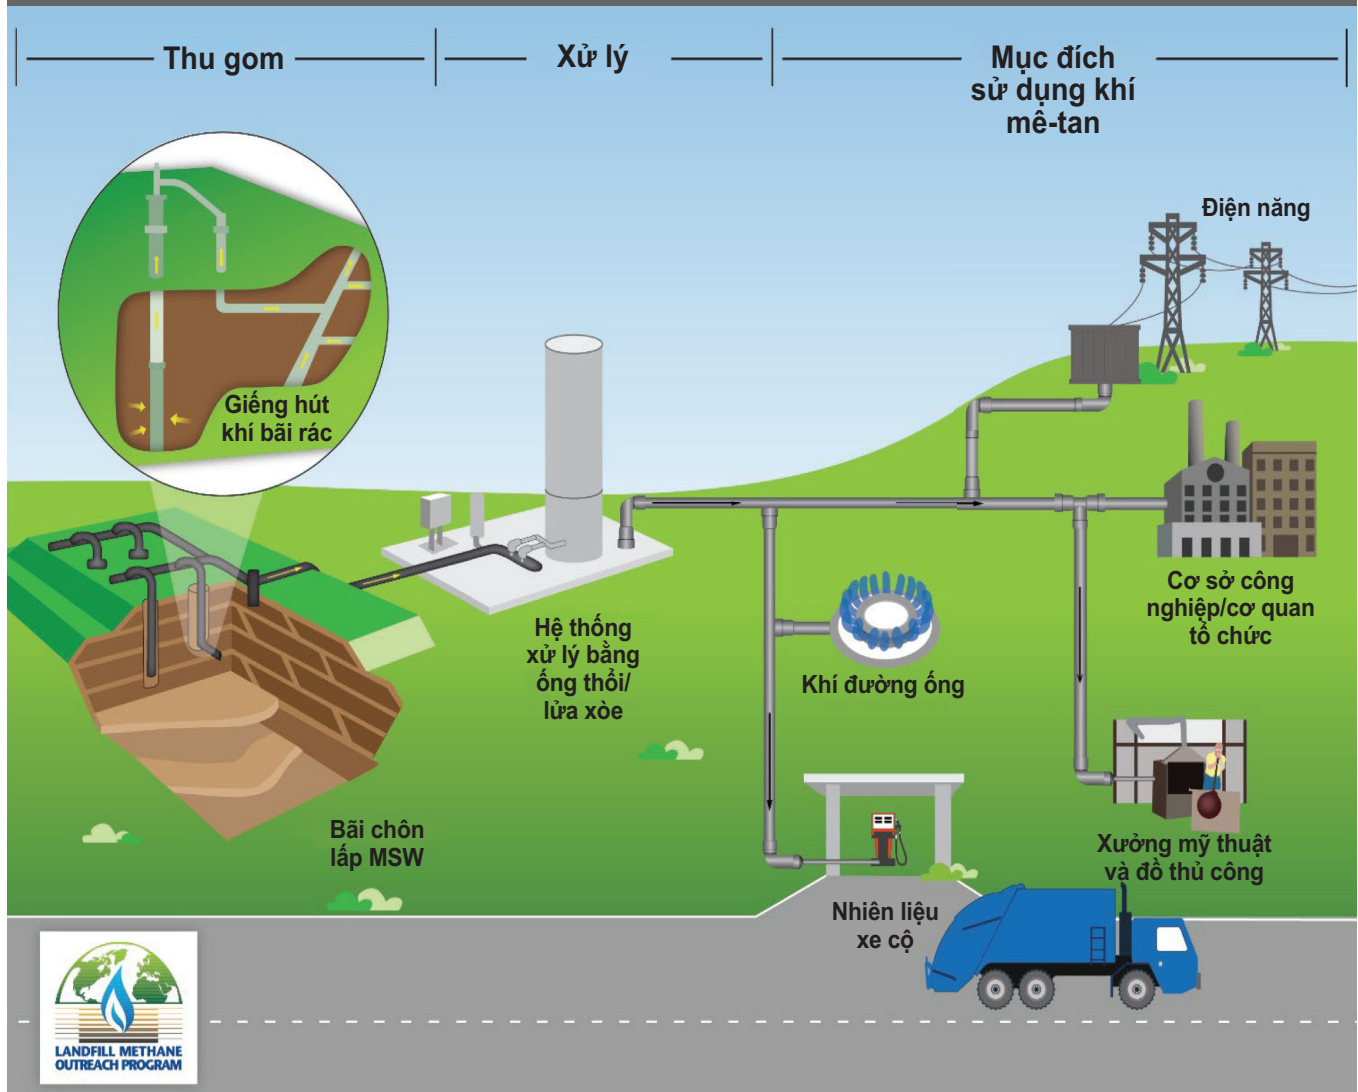 Thu gom
Xử lý
Mục đích
sử dụng khí
mê-tan
Điện năng
Giếng hút
khí bãi rác
Cơ sở công
nghiệp/cơ quan
tổ chức
Hệ thống
xử lý bằng
ống thổi/
lửa xòe
Khí đường ống
Bãi chôn
lấp MSW
Xưởng mỹ thuật
và đồ thủ công
Nhiên liệu
xe cộ
LANDFILL METHANE
OUTREACH PROGRAM